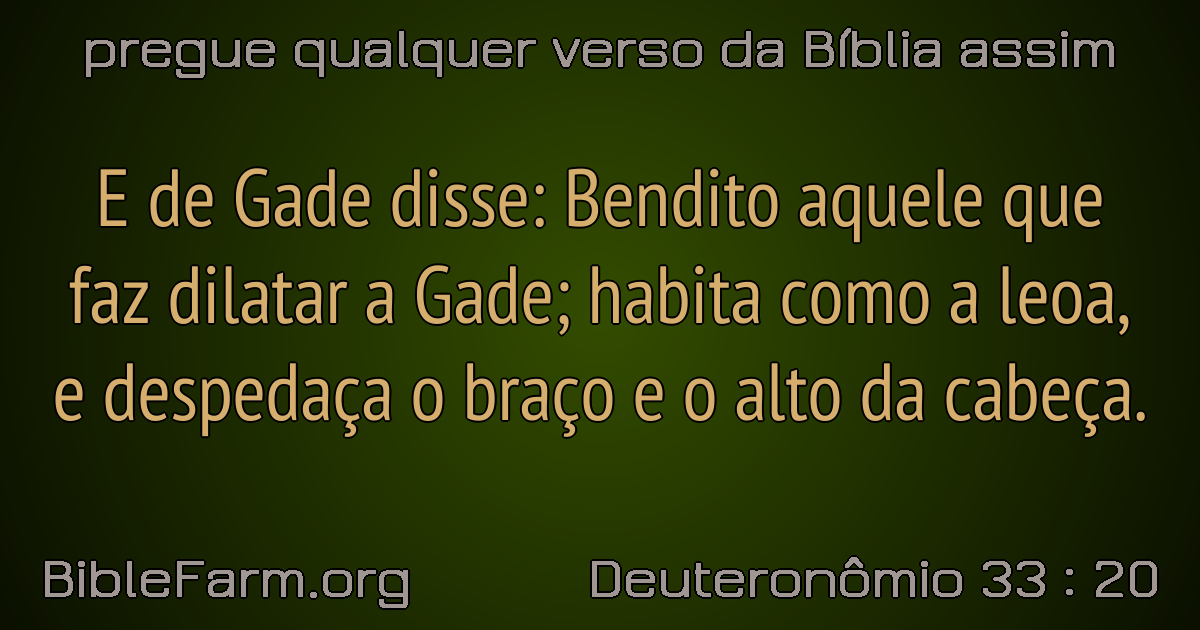 pregue qualquer verso da Bíblia assim
E de Gade disse: Bendito aquele que
faz dilatar a Gade; habita como a leoa,
e despedaça o braço e o alto da cabeça.
BibleFarm.org
Deuteronômio 33 : 20